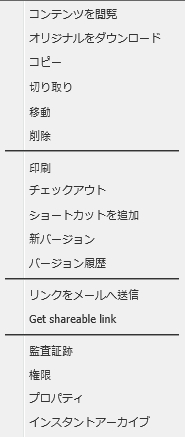 コンテンツを閲覧
オリジナルをダウンロード
コピー
切り取り
移動
削除
印刷
チェックアウト
ショートカットを追加
新バージョン
バージョン履歴
リンクをメールへ送信
Get shareable link
監査証跡
権限
プロパティ
インスタントアーカイブ